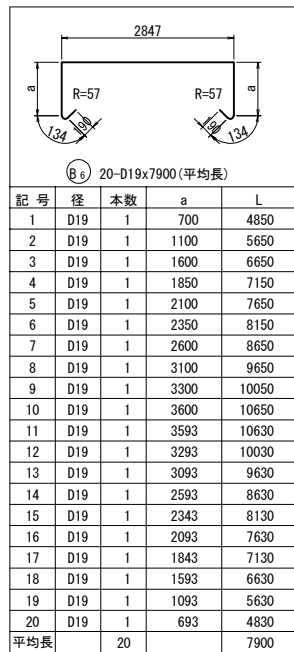 2847
a
a
R=57
R=57
190
190
134
134
B6 20-D19x7900(平均長)
記 号 径 本数 a L
1 D19 1 700 4850
2 D19 1 1100 5650
3 D19 1 1600 6650
4 D19 1 1850 7150
5 D19 1 2100 7650
6 D19 1 2350 8150
7 D19 1 2600 8650
8 D19 1 3100 9650
9 D19 1 3300 10050
10 D19 1 3600 10650
11 D19 1 3593 10630
12 D19 1 3293 10030
13 D19 1 3093 9630
14 D19 1 2593 8630
15 D19 1 2343 8130
16 D19 1 2093 7630
17 D19 1 1843 7130
18 D19 1 1593 6630
19 D19 1 1093 5630
20 D19 1 693 4830
平均長 20 7900